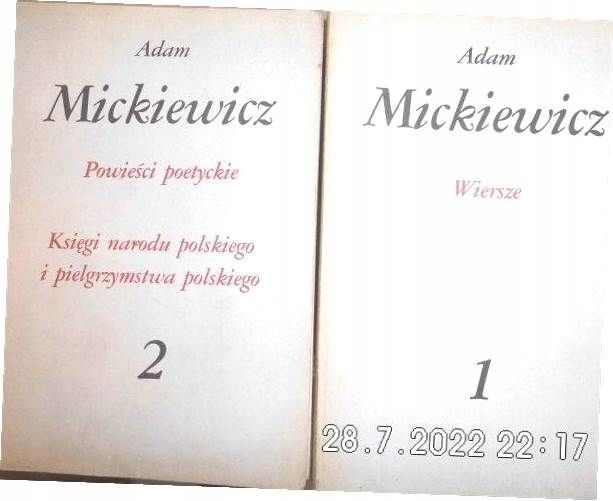 Adam
Mickiewicz
Powieści poetyckie
Księgi narodu polskiego
i pielgrzymstwa polskiego
2
Adam
Mickiewicz
Wiersze
1
28.7.2022 22:17